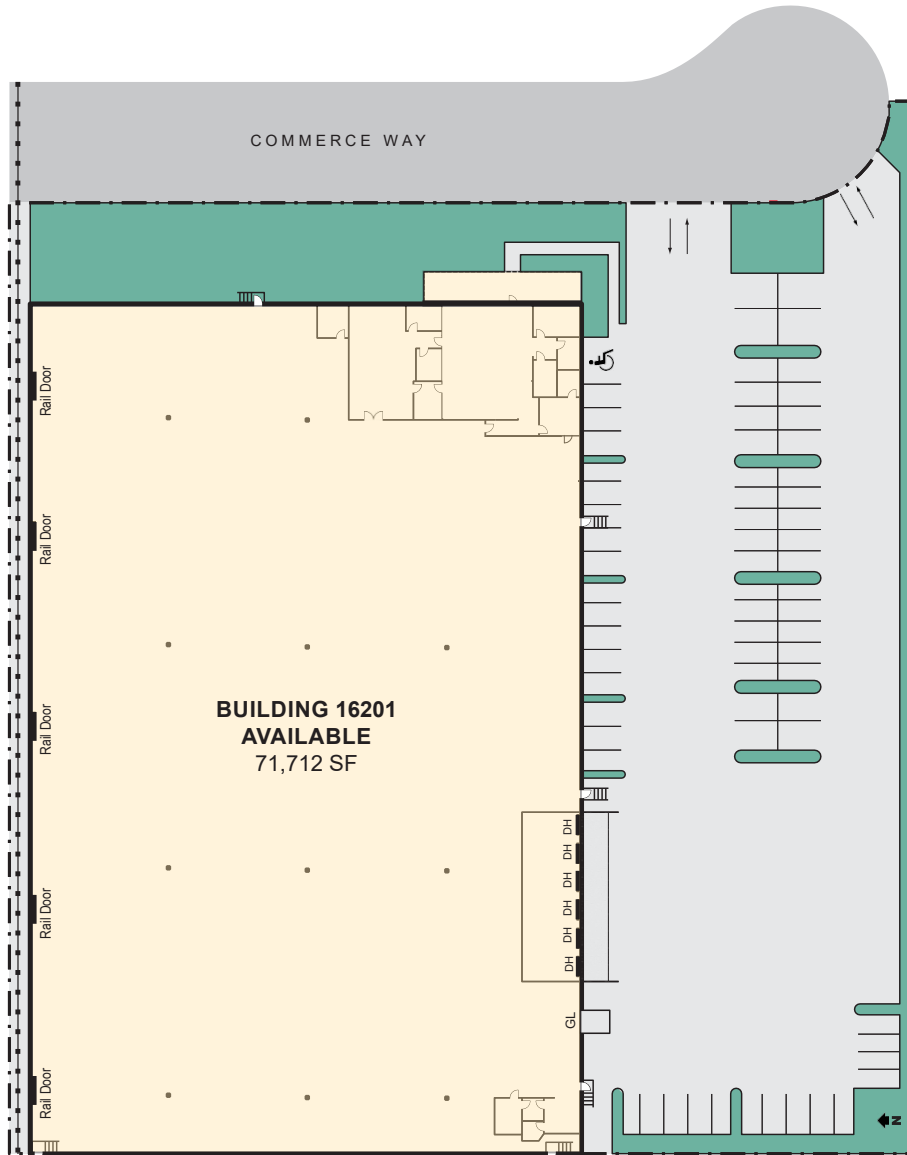 COMMERCE WAY
Rail Door
Rail Door
BUILDING 16201
AVAILABLE
71,712 SF
Rail Door
DH
DH
DH
DH
DH
DH
Rail Door
GL
Rail Door
N